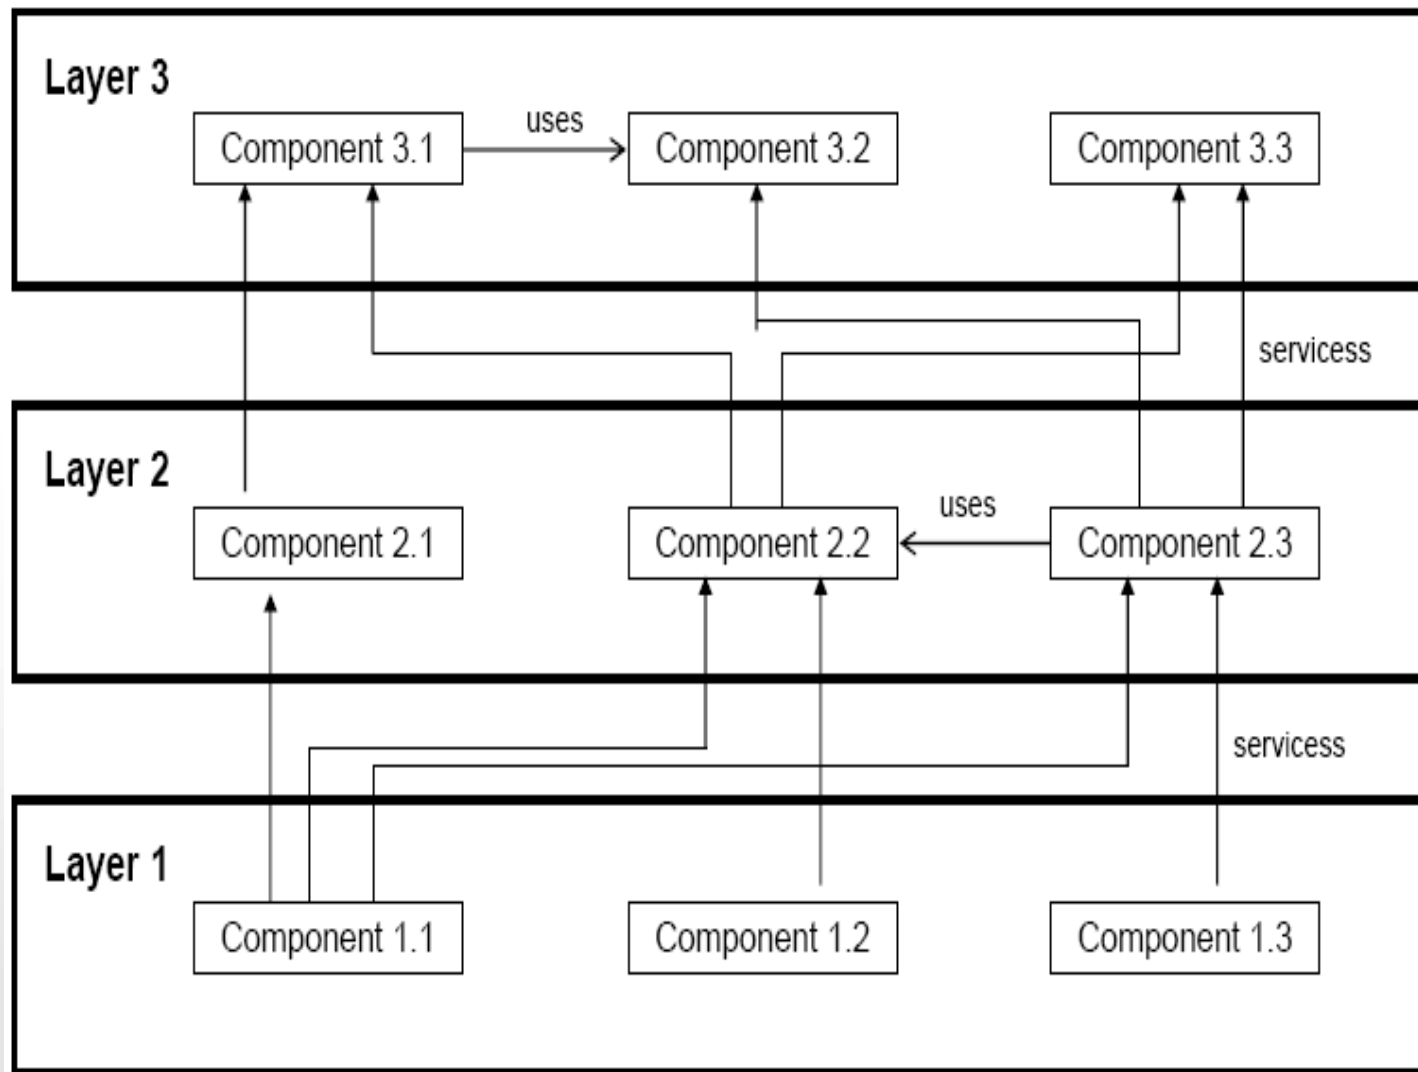 Layer 3
uses
Component 3.1
Component 3.2
Component 3.3
servicess
Layer 2
uses
Component 2.1
Component 2.2
Component 2.3
servicess
Layer 1
Component 1.1
Component 1.2
Component 1.3